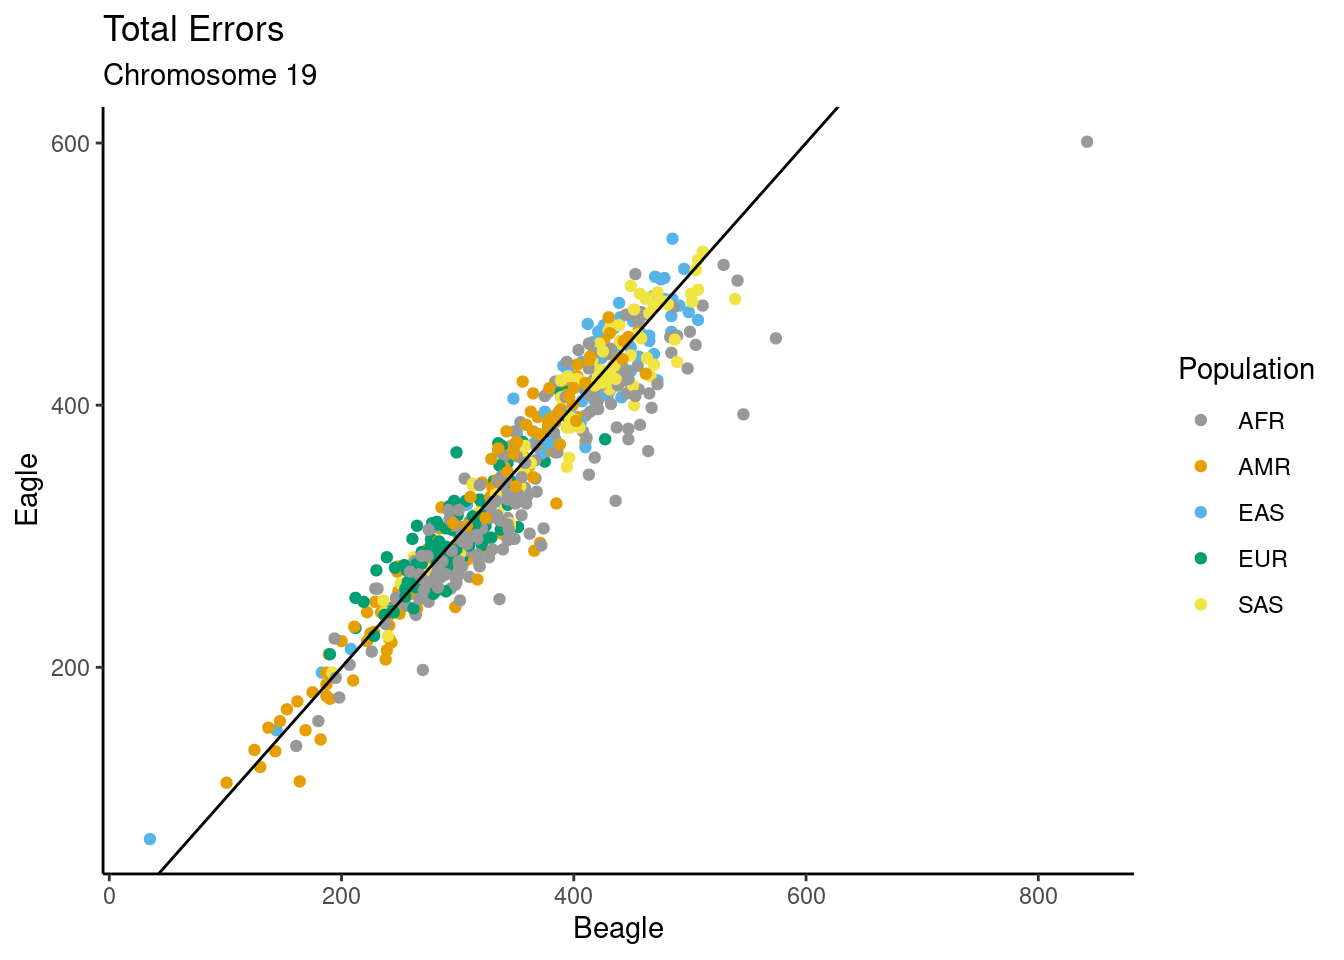 Total Errors
Chromosome 19
Eagle
600
400
200
0
200
400
600
800
Beagle
Population
AFR
AMR
EAS
EUR
SAS